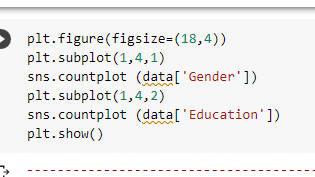 plt.figure(figsize=(18,4))
plt.subplot(1,4,1)
sns.countplot (data['Gender'])
plt.subplot(1,4,2)
sns.countplot (data['Education'])
plt.show()